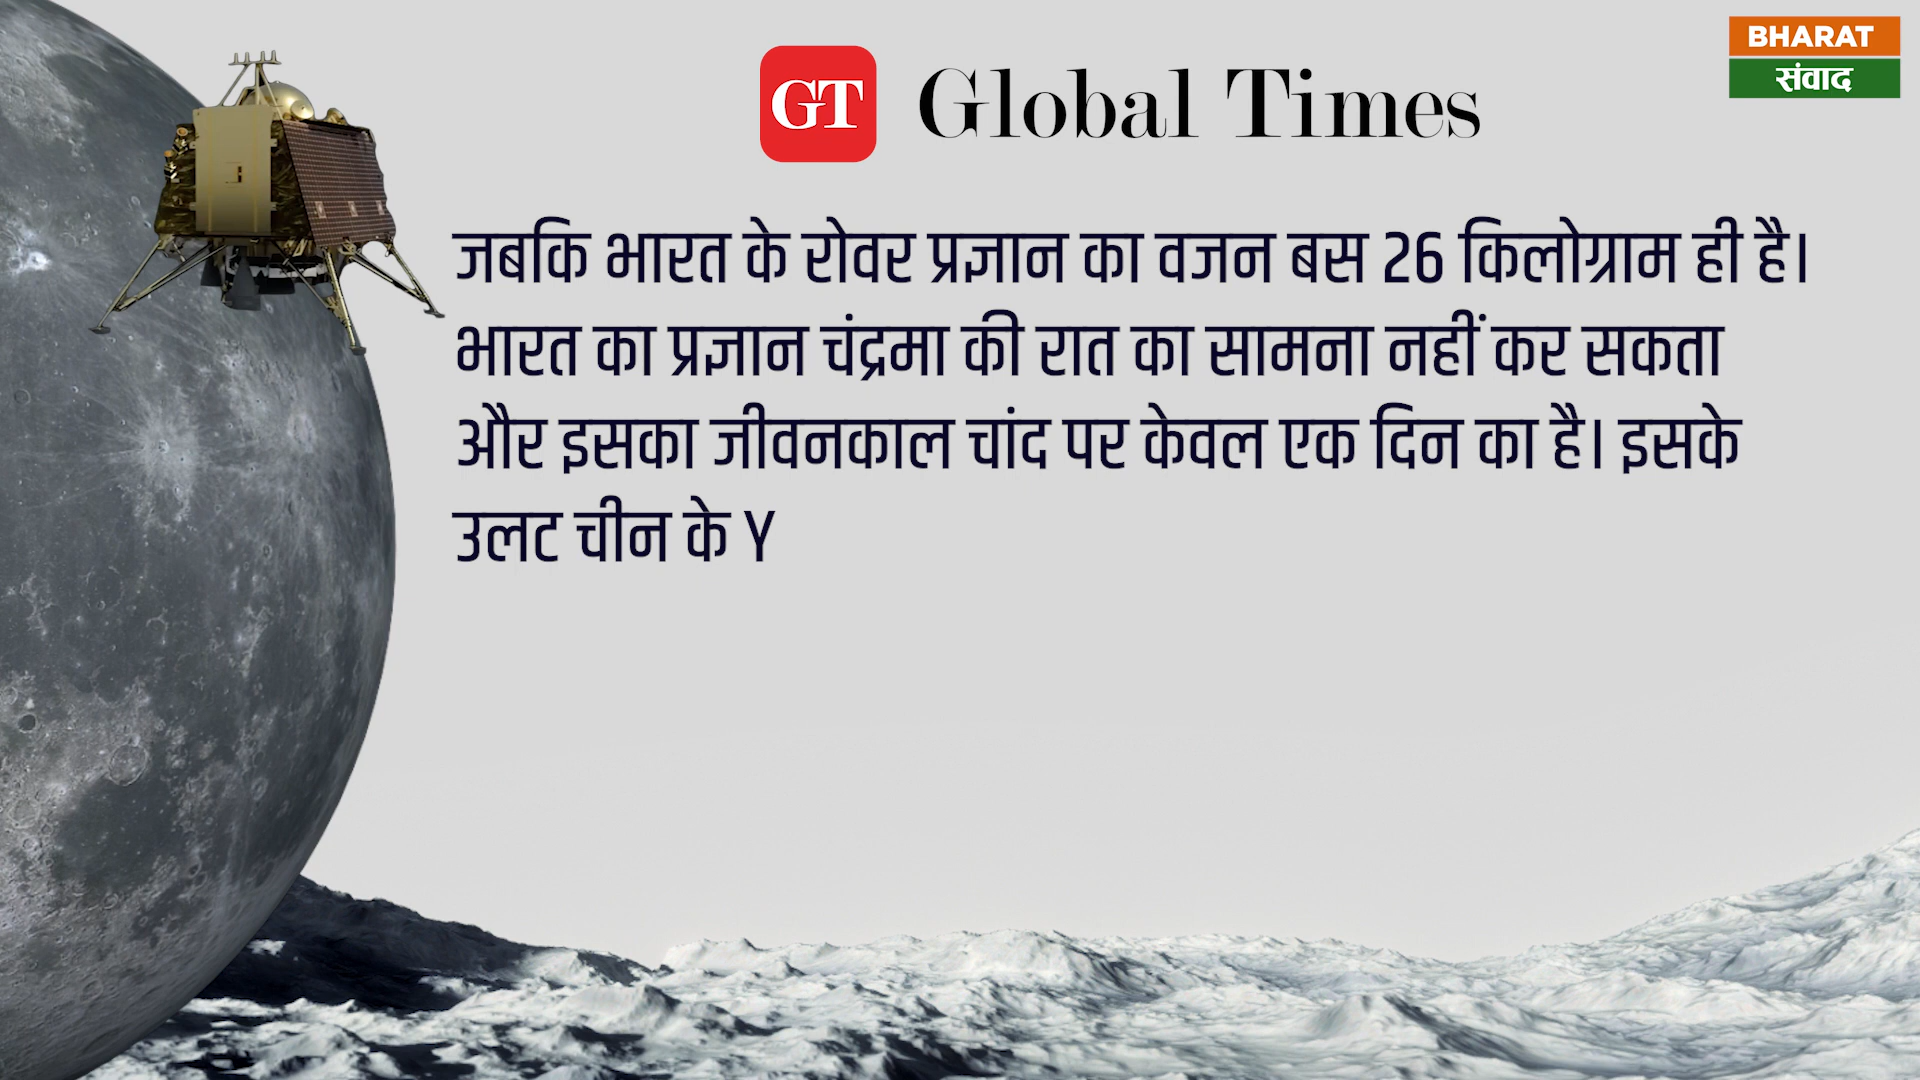 BHARAT
संवाद
GT Global Times
जबकि भारत के रोवर प्रज्ञान का वजन बस 26 किलोग्राम ही है।
भारत का प्रज्ञान चंद्रमा की रात का सामना नहीं कर सकता
और इसका जीवनकाल चांद पर केवल एक दिन का है। इसके
उलट चीन के Y